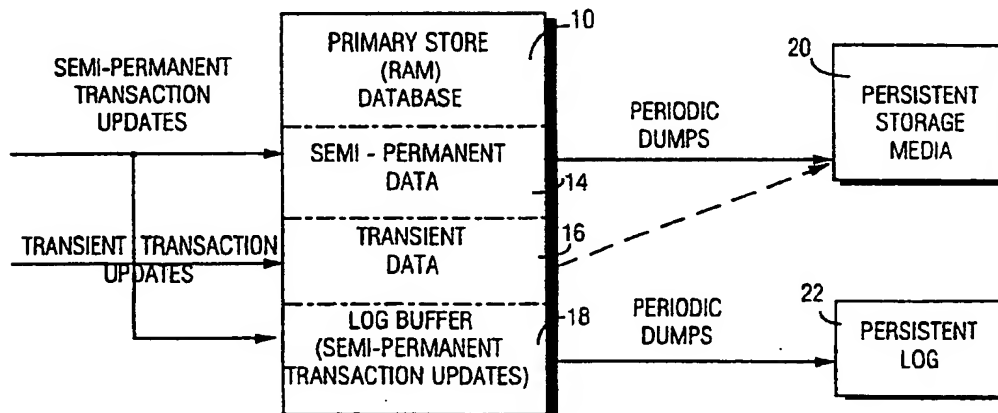 SEMI-PERMANENT
TRANSACTION
UPDATES
TRANSIENT TRANSACTION
UPDATES
10
PRIMARY STORE
(RAM)
DATABASE
SEMI - PERMANENT
DATA
14
TRANSIENT
DATA
16
LOG BUFFER
(SEMI-PERMANENT
TRANSACTION UPDATES)
18
PERIODIC
DUMPS
PERIODIC
DUMPS
20
PERSISTENT
STORAGE
MEDIA
22
PERSISTENT
LOG